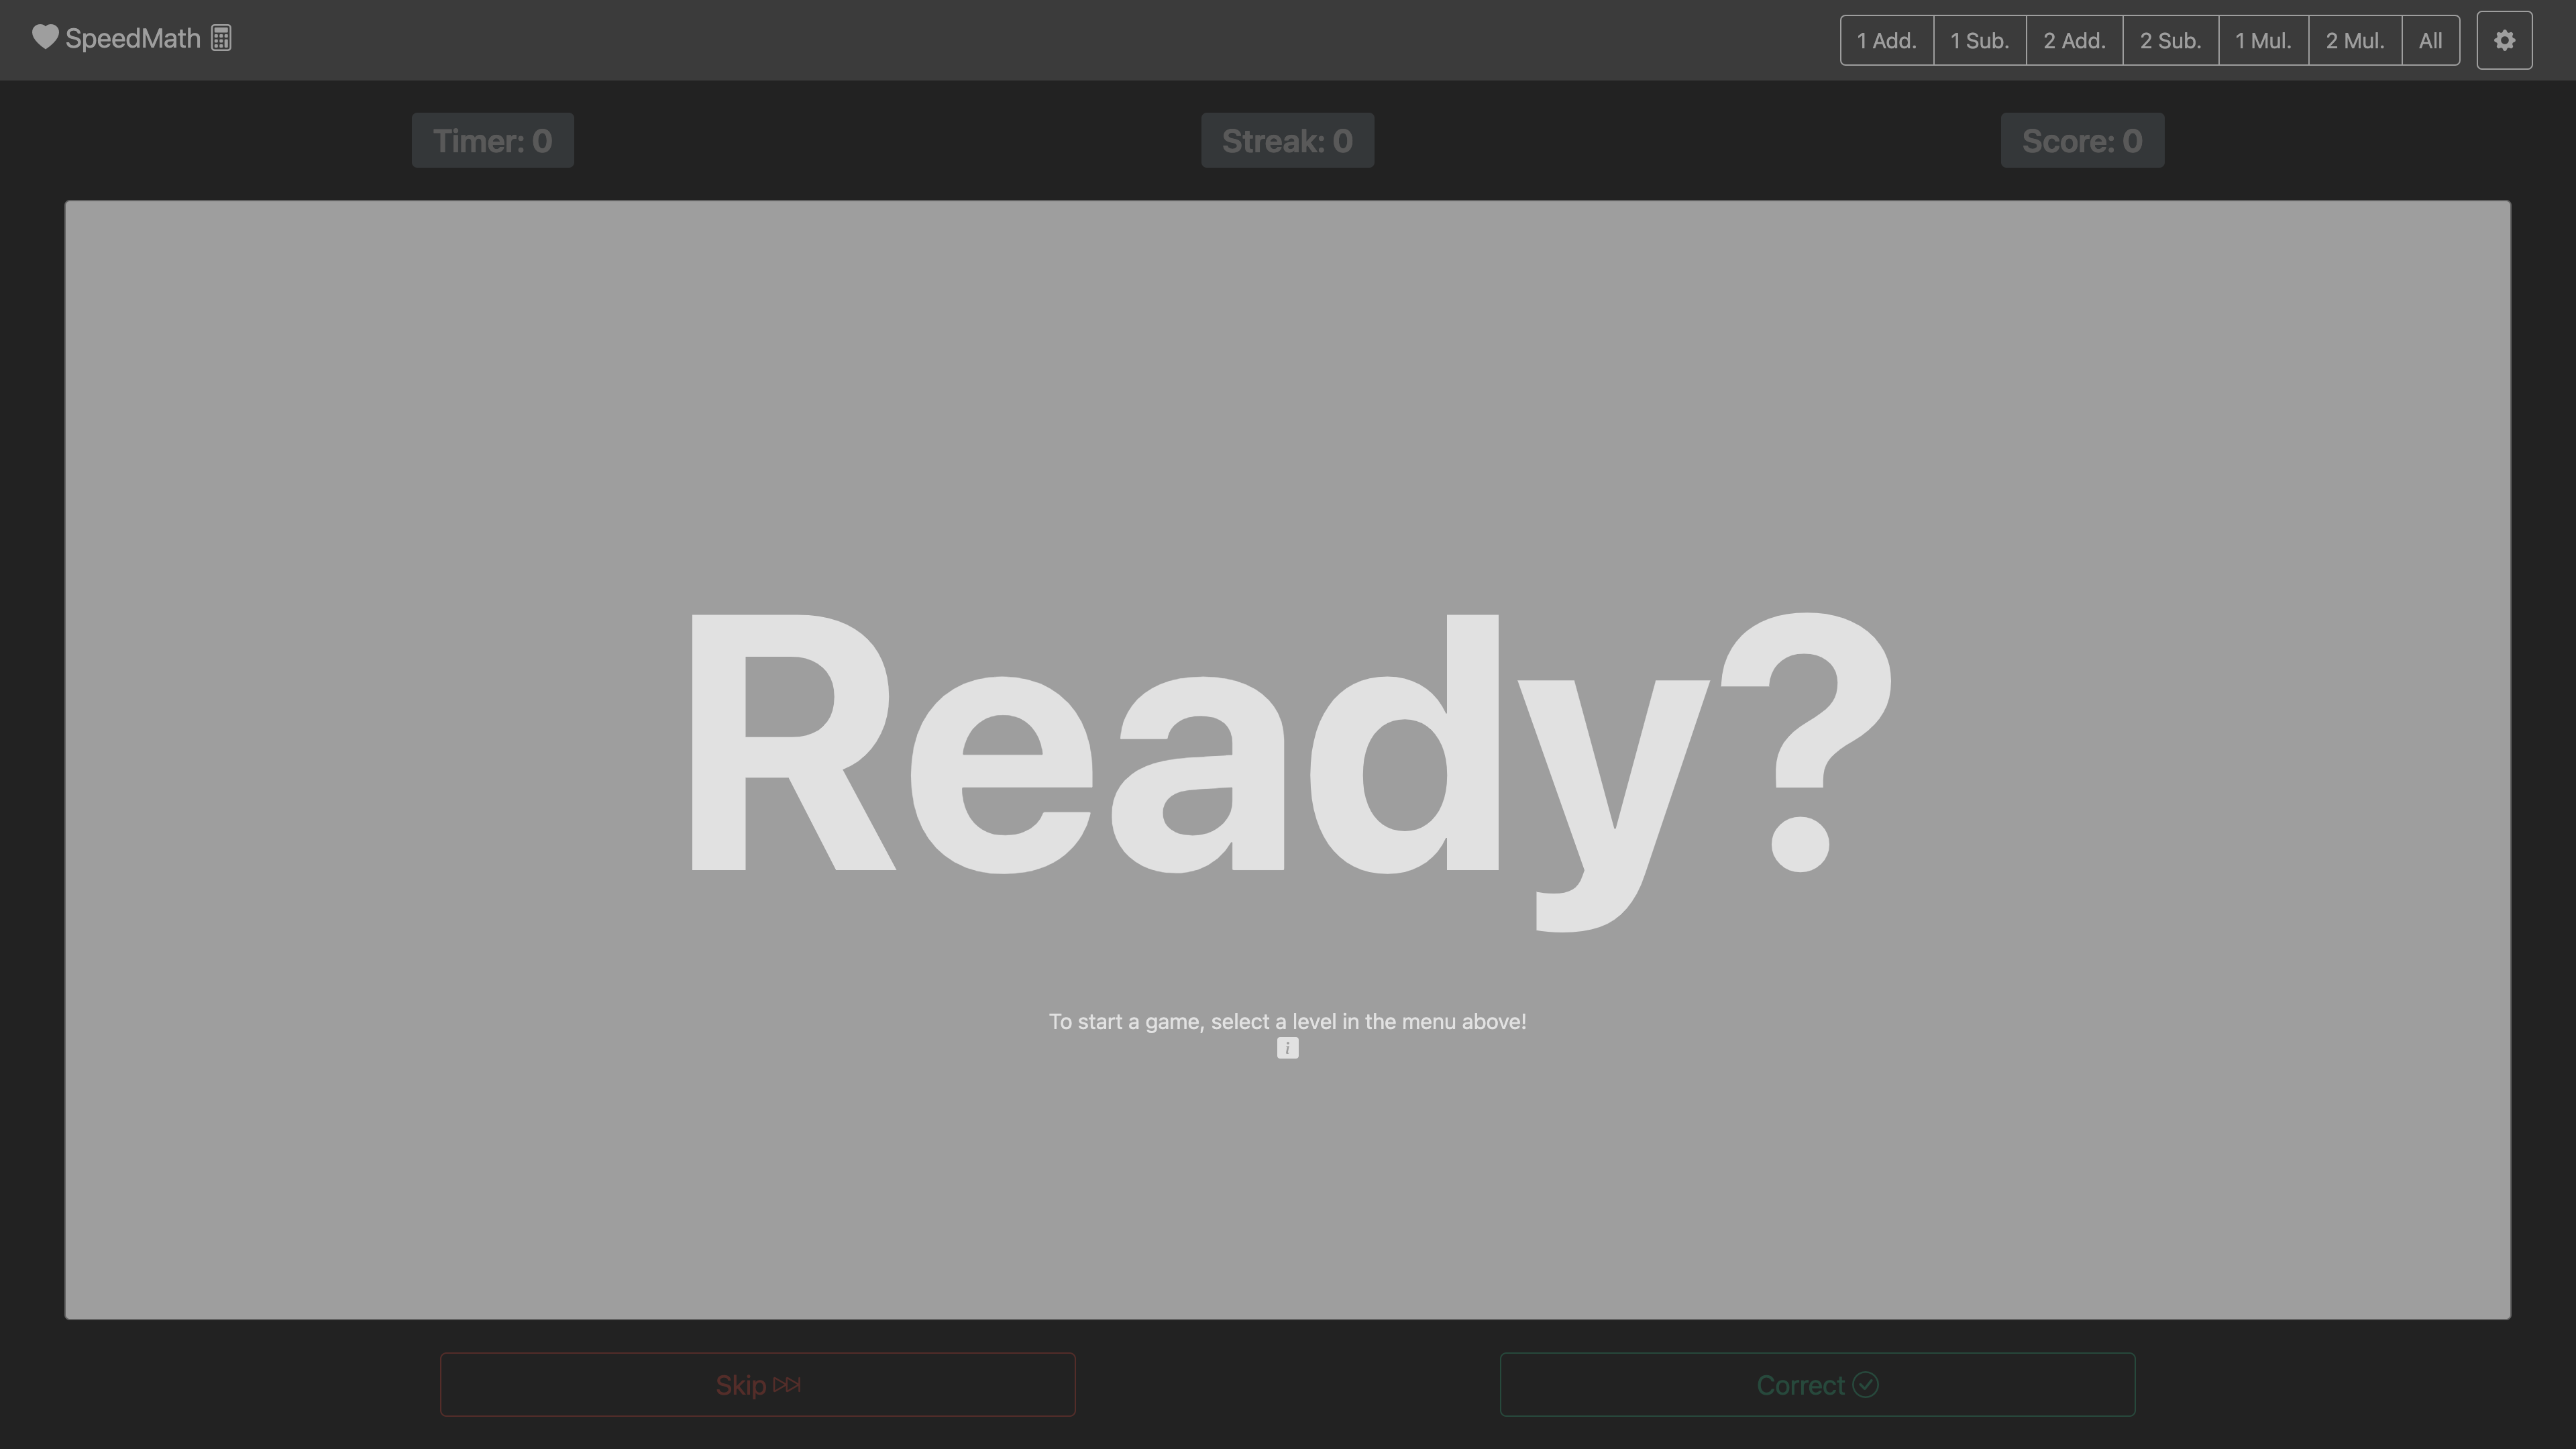 SpeedMath
1 Add. 1 Sub. 2 Add. 2 Sub. 1 Mul. 2 Mul. All
Timer: 0 Streak: 0 Score: 0
Ready?
To start a game, select a level in the menu above!
i
Skip Correct